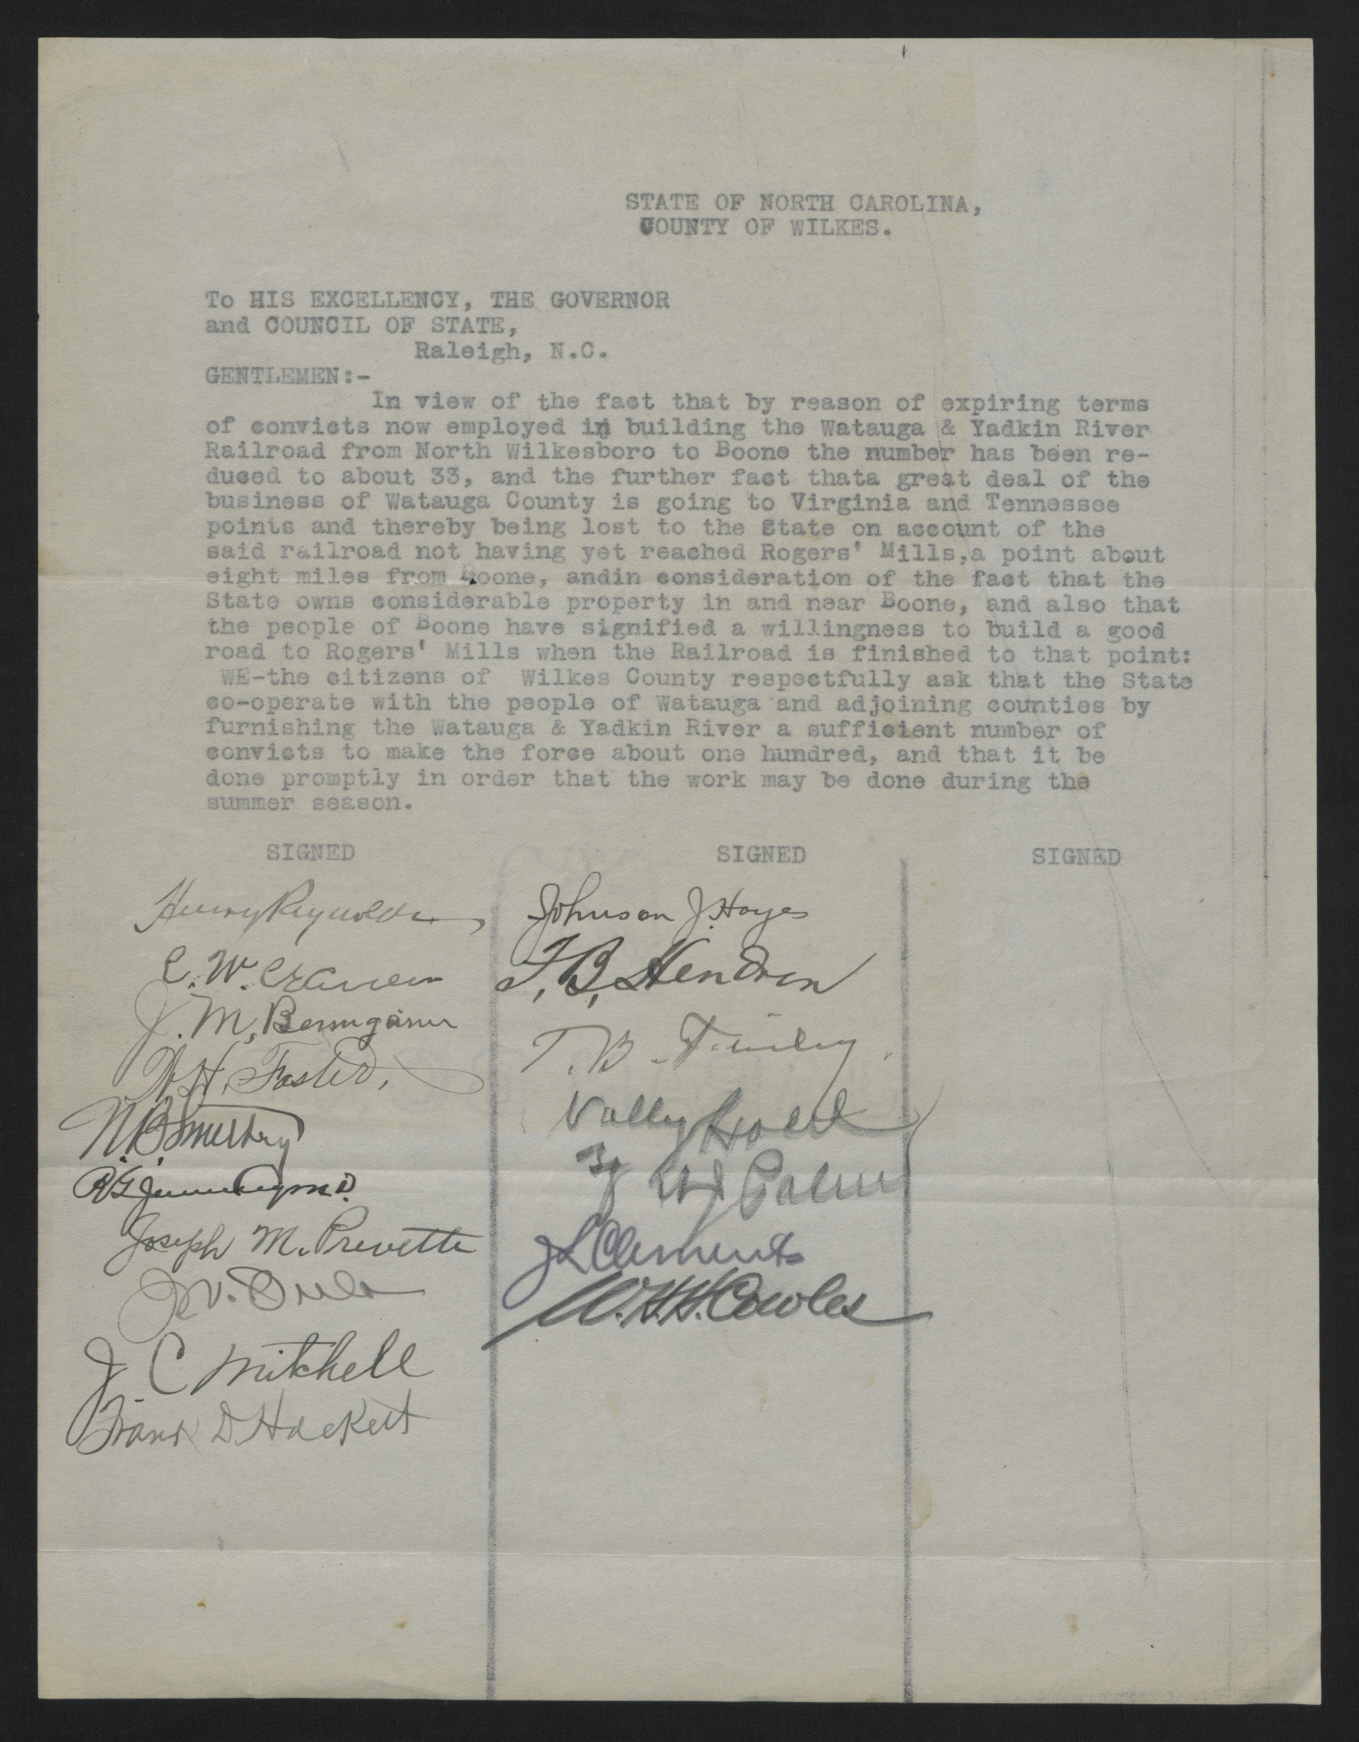 STATE OF NORTH CAROLINA,
COUNTY OF WILKES.
To HIS EXCELLENCY, THE GOVERNOR
and COUNCIL OF STATE,
Raleigh, N.C.
GENTLEMEN:-
In view of the fact that by reason of expiring terms
of convicts now employed in building the Watauga & Yadkin River
Railroad from North Wilkesboro to Boone the number has been re-
duced to about 33, and the further fact thata great deal of the
business of Watauga County is going to Virginia and Tennessee
points and thereby being lost to the State on account of the
said railroad not having yet reached Rogers' Mills,a point about
eight miles from Boone, andin consideration of the fact that the
State owns considerable property in and near Boone, and also that
the people of Boone have signified a willingness to build a good
road to Rogers' Mills when the Railroad is finished to that point:
WE-the citizens of Wilkes County respectfully ask that the State
co-operate with the people of Watauga and adjoining counties by
furnishing the Watauga & Yadkin River a sufficient number of
convicts to make the force about one hundred, and that it be
done promptly in order that the work may be done during the
summer season.
SIGNED
Henry Reynolds
C. W.
J. M.
W. H. Foster,
N. B. Smithey
Joseph M. Prevette
J. C Mitchell
Frank D Hackett
SIGNED
Johnson J. Hayes
F. B. Hendren
T. B. Finley.
J L Clements
W. H. H. Cowles
SIGNED